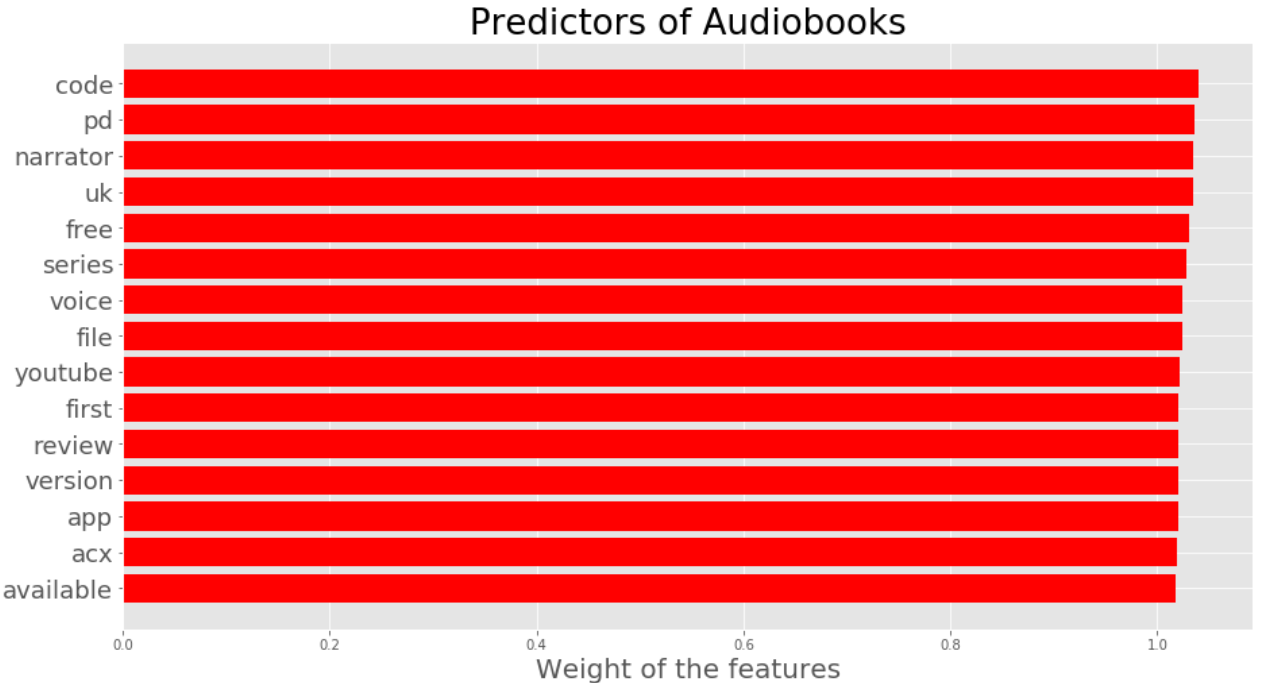 Predictors of Audiobooks
code
pd
narrator
uk
free
series
voice
file
youtube
first
review
version
app
acx
available
0.0 0.2 0.4 0.6 0.8 1.0
Weight of the features